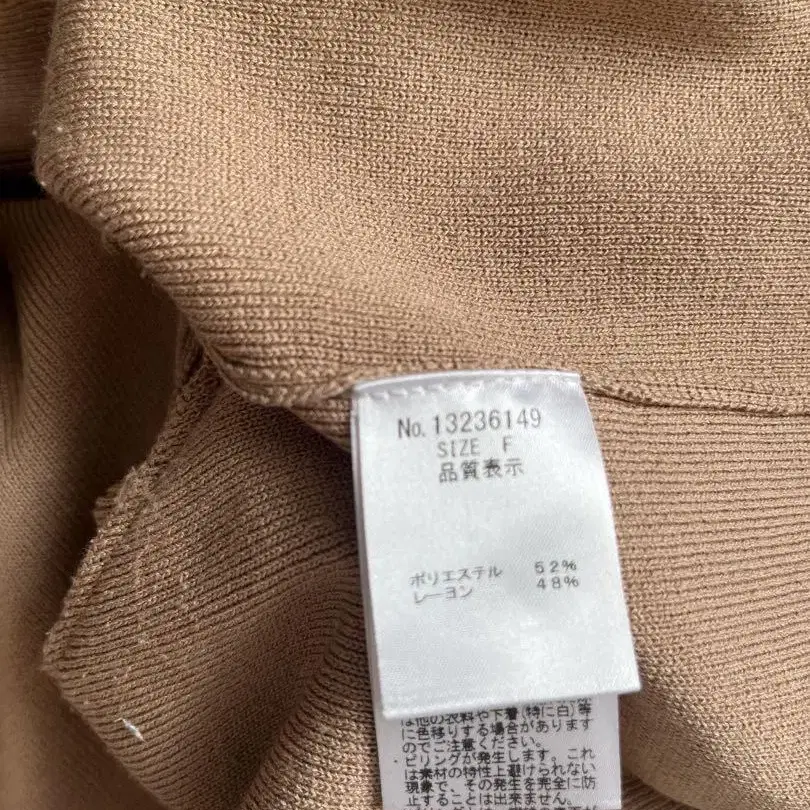 No.13236149
SIZE F
品質表示
ポリエステル 52%
レーヨン 48%
は他の衣料や下着(特に白)等
に色移りする場合があります
のでご注意ください。
ピリングが発生します。これ
は素材の特性上避けられない
現象で、その発生を完全に防
止することは出来ません。